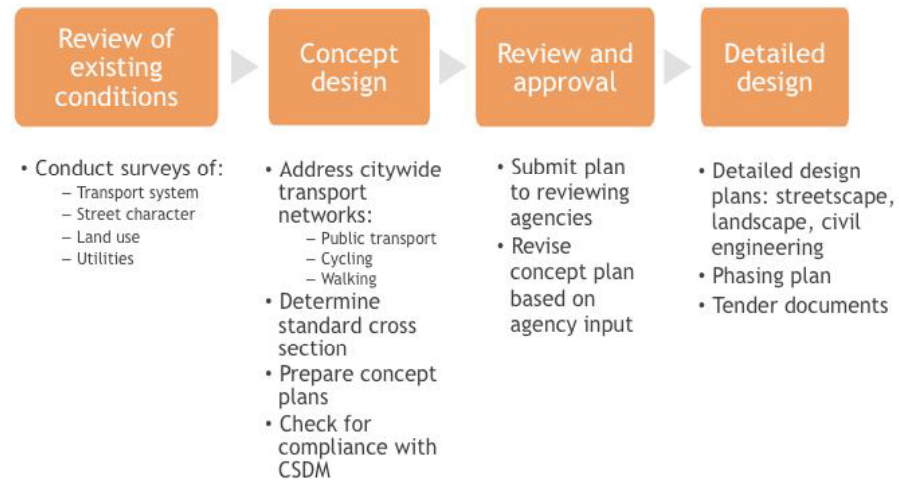 Review of
existing
conditions
Concept
design
Review and
approval
Detailed
design
• Conduct surveys of:
– Transport system
– Street character
– Land use
– Utilities
• Address citywide
transport
networks:
– Public transport
– Cycling
– Walking
• Determine
standard cross
section
• Prepare concept
plans
• Check for
compliance with
CSDM
• Submit plan
to reviewing
agencies
• Revise
concept plan
based on
agency input
• Detailed design
plans: streetscape,
landscape, civil
engineering
• Phasing plan
• Tender documents